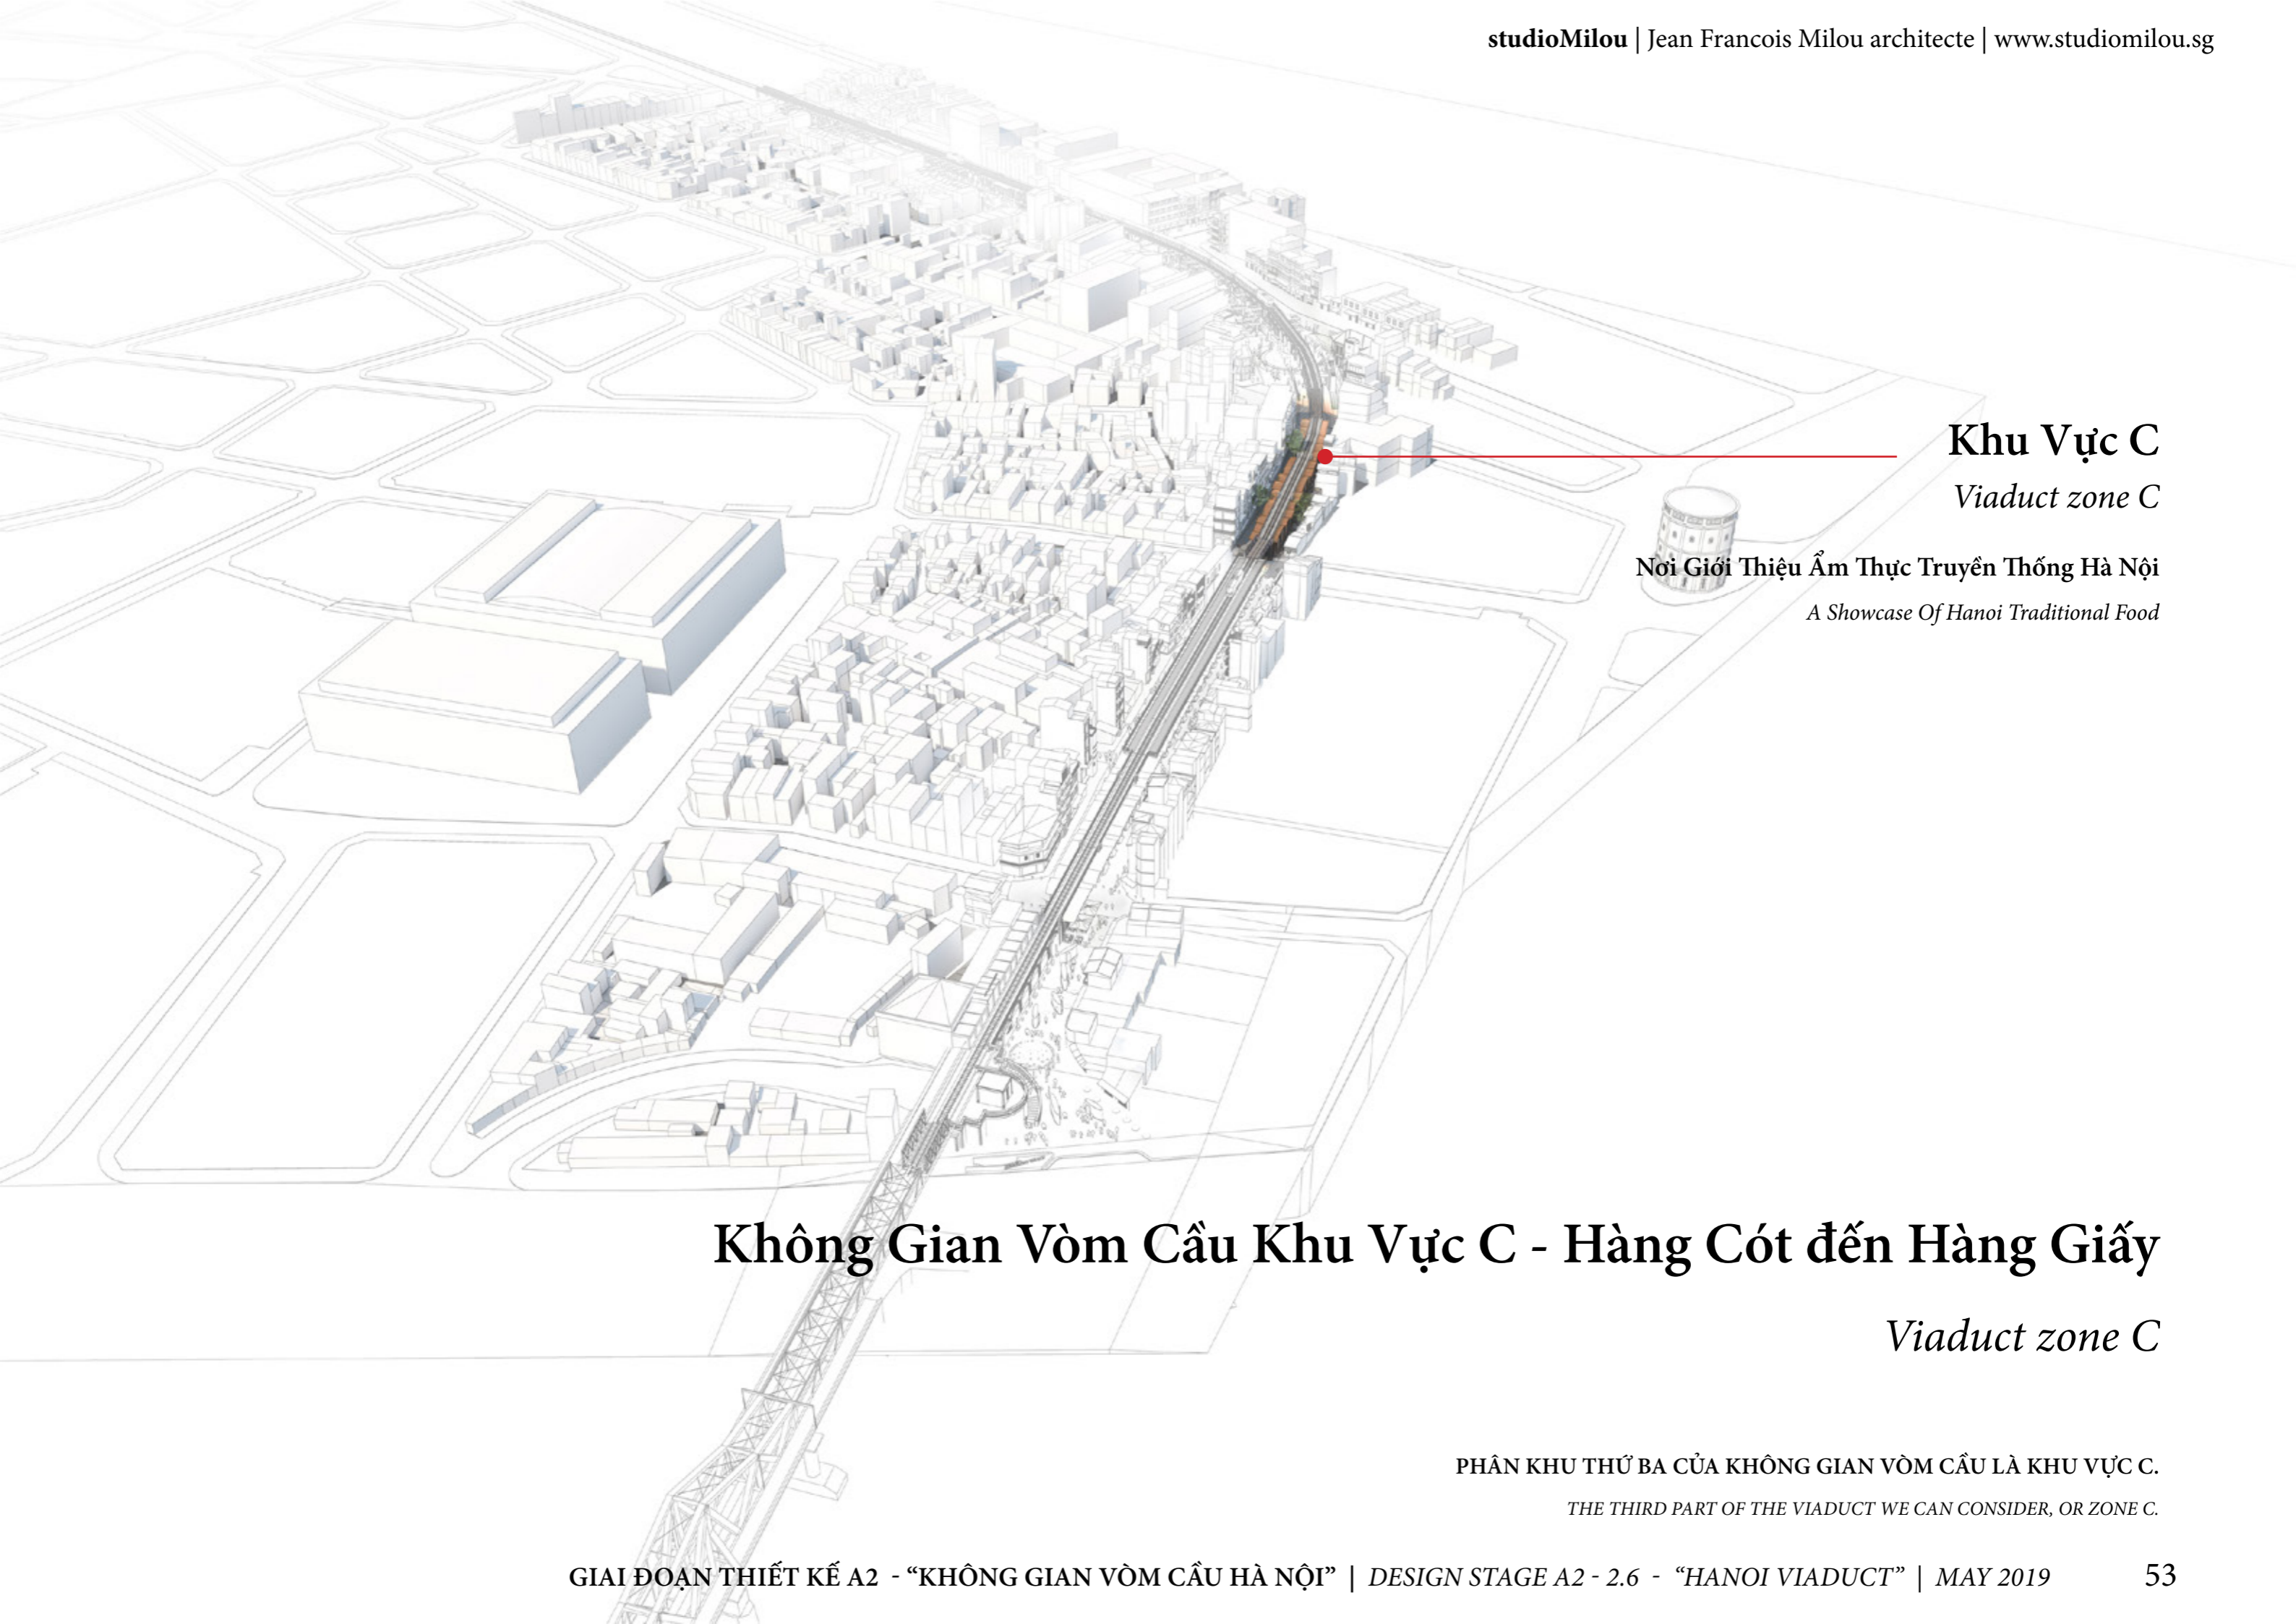 studioMilou | Jean Francois Milou architecte | www.studiomilou.sg
Khu Vực C
Viaduct zone C
Nơi Giới Thiệu Ẩm Thực Truyền Thống Hà Nội
A Showcase Of Hanoi Traditional Food
Không Gian Vòm Cầu Khu Vực C - Hàng Cót đến Hàng Giấy
Viaduct zone C
PHÂN KHU THỨ BA CỦA KHÔNG GIAN VÒM CẦU LÀ KHU VỰC C.
THE THIRD PART OF THE VIADUCT WE CAN CONSIDER, OR ZONE C.
GIAI ĐOẠN THIẾT KẾ A2 - “KHÔNG GIAN VÒM CẦU HÀ NỘI” | DESIGN STAGE A2 - 2.6 - “HANOI VIADUCT” | MAY 2019 53